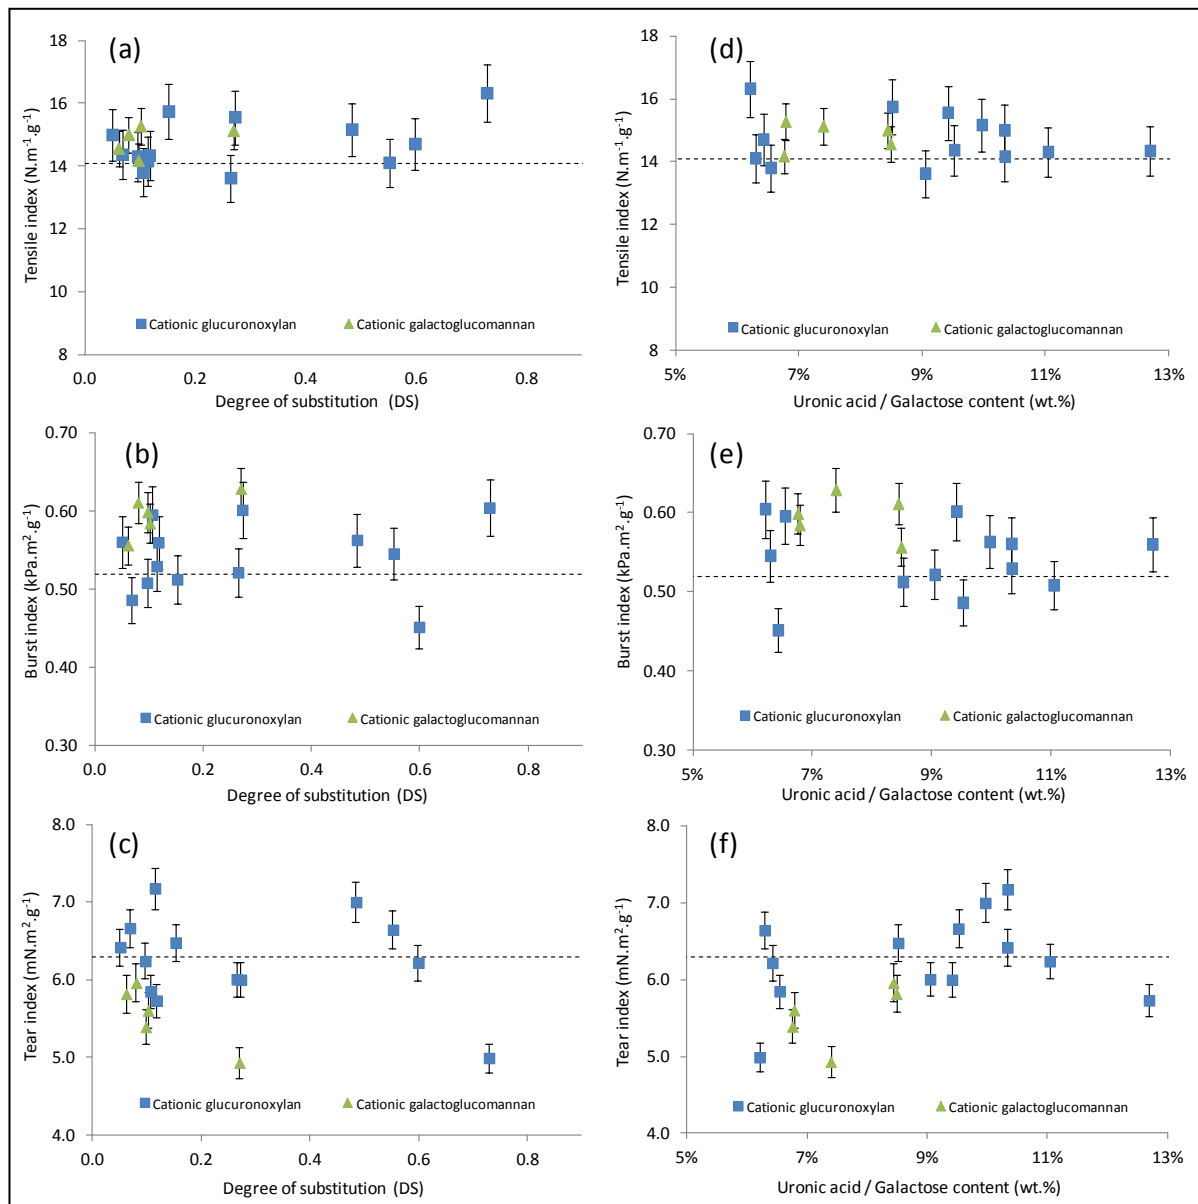 (a)
Tensile index (N.m⁻¹.g⁻¹)
18
16
14
12
10
8
Cationic glucuronoxylan
Cationic galactoglucomannan
0.0 0.2 0.4 0.6 0.8
Degree of substitution (DS)
(d)
Tensile index (N.m⁻¹.g⁻¹)
18
16
14
12
10
8
Cationic glucuronoxylan
Cationic galactoglucomannan
5% 7% 9% 11% 13%
Uronic acid / Galactose content (wt.%)
(b)
Burst index (kPa.m².g⁻¹)
0.70
0.60
0.50
0.40
0.30
Cationic glucuronoxylan
Cationic galactoglucomannan
0.0 0.2 0.4 0.6 0.8
Degree of substitution (DS)
(e)
Burst index (kPa.m².g⁻¹)
0.70
0.60
0.50
0.40
0.30
Cationic glucuronoxylan
Cationic galactoglucomannan
5% 7% 9% 11% 13%
Uronic acid / Galactose content (wt.%)
(c)
Tear index (mN.m².g⁻¹)
8.0
7.0
6.0
5.0
4.0
Cationic glucuronoxylan
Cationic galactoglucomannan
0.0 0.2 0.4 0.6 0.8
Degree of substitution (DS)
(f)
Tear index (mN.m².g⁻¹)
8.0
7.0
6.0
5.0
4.0
Cationic glucuronoxylan
Cationic galactoglucomannan
5% 7% 9% 11% 13%
Uronic acid / Galactose content (wt.%)